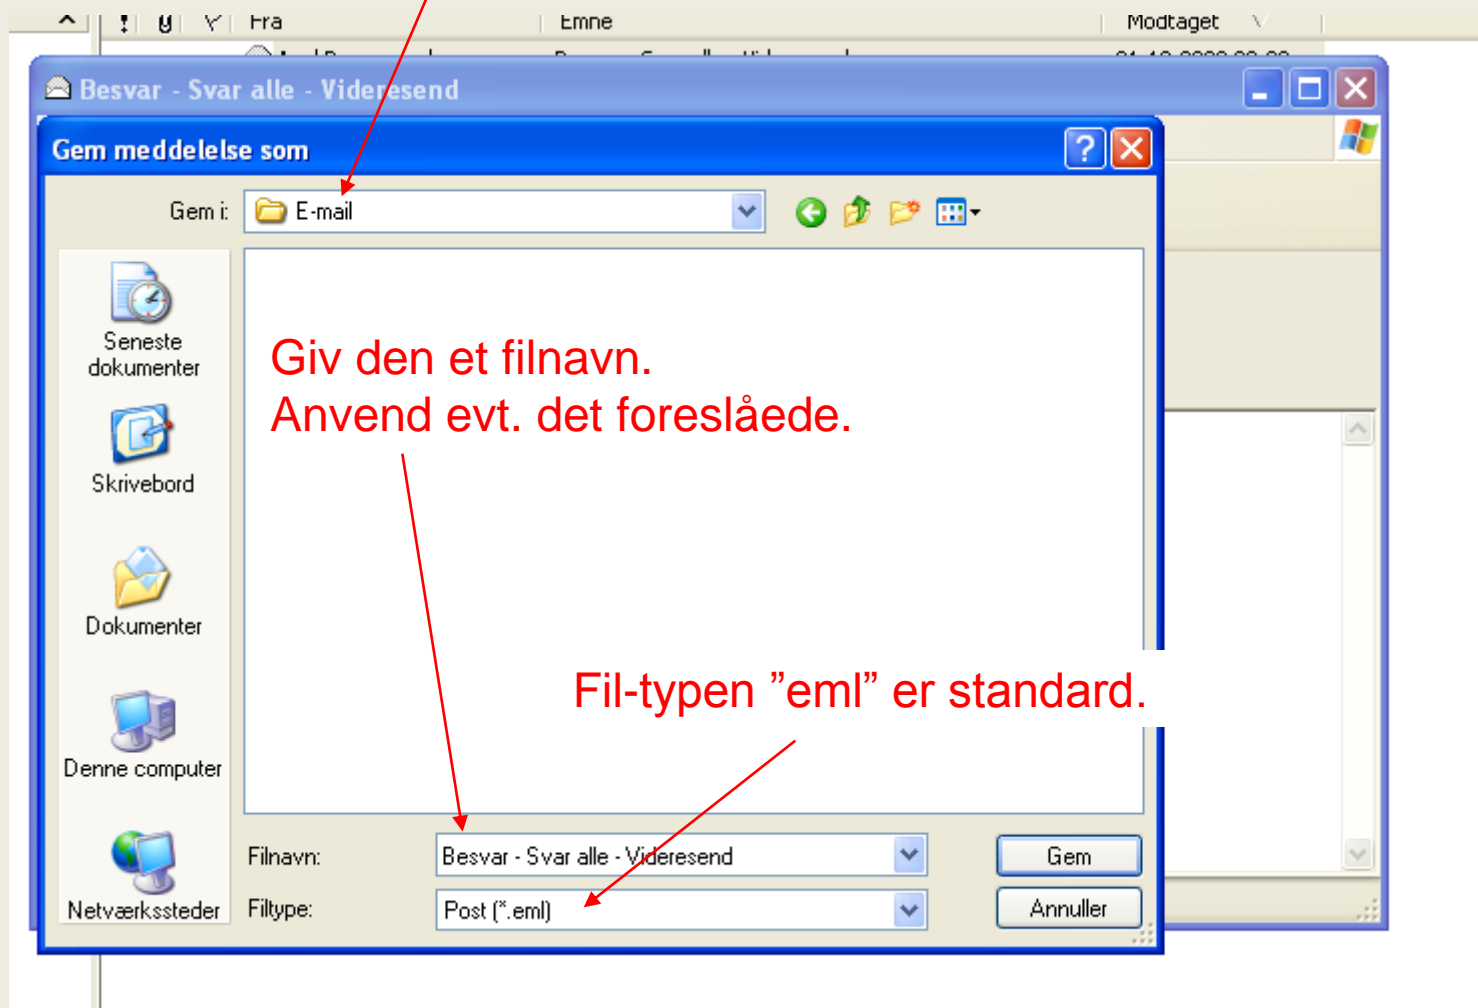 Fra Emne Modtaget
Besvar - Svar alle - Videresend
Gem meddelelse som
Gem i: E-mail
Seneste
dokumenter
Giv den et filnavn.
Anvend evt. det foreslåede.
Skrivebord
Dokumenter
Fil-typen ”eml” er standard.
Denne computer
Filnavn: Besvar - Svar alle - Videresend Gem
Netværkssteder Filtype: Post (*.eml) Annuller